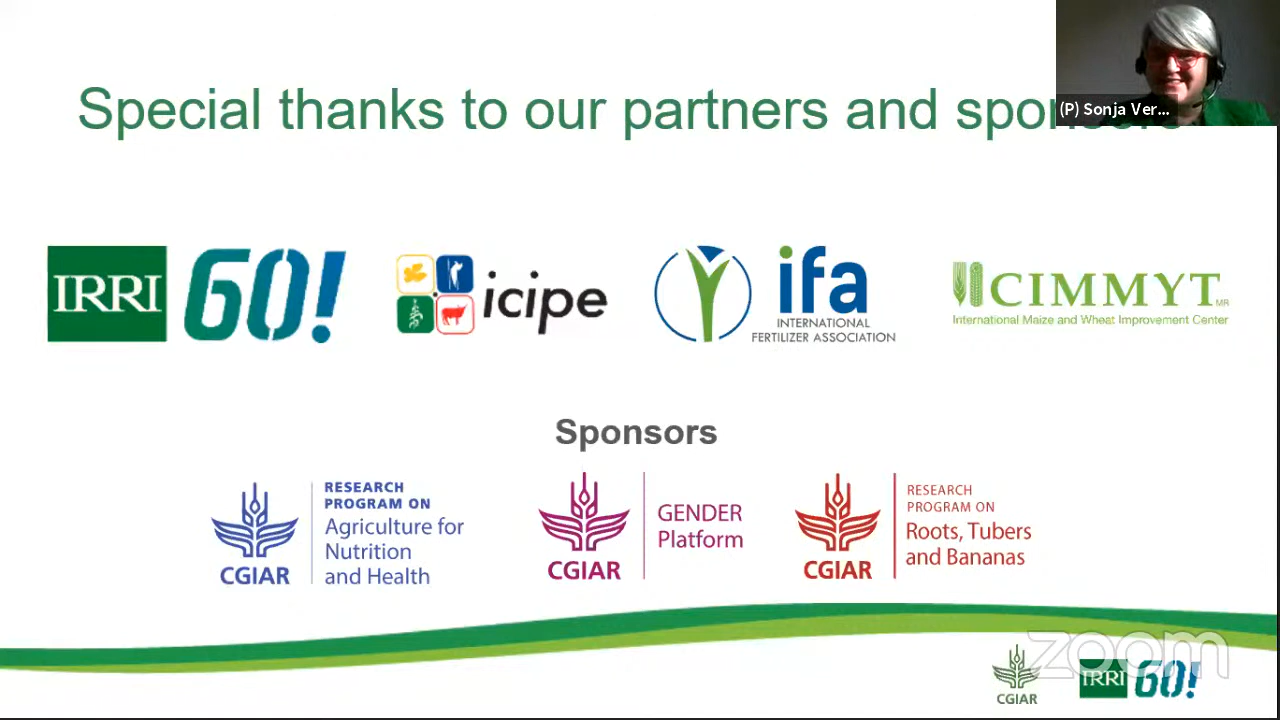 Special thanks to our partners and sponsors
(P) Sonja Ver...
IRRI 60!
icipe
ifa
INTERNATIONAL
FERTILIZER ASSOCIATION
CIMMYT MR
International Maize and Wheat Improvement Center
Sponsors
CGIAR
RESEARCH
PROGRAM ON
Agriculture for
Nutrition
and Health
CGIAR
GENDER
Platform
CGIAR
RESEARCH
PROGRAM ON
Roots, Tubers
and Bananas
zoom
CGIAR
IRRI 60!